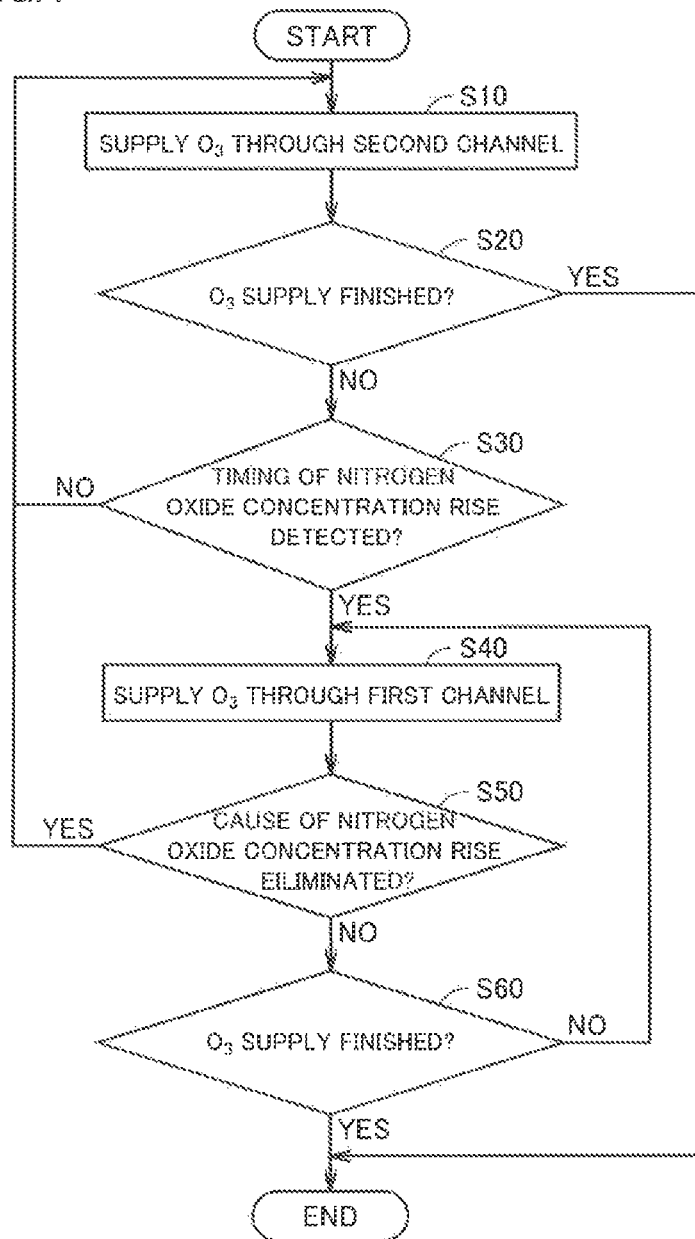 START
S10
SUPPLY O₃ THROUGH SECOND CHANNEL
S20
O₃ SUPPLY FINISHED?
YES
NO
S30
TIMING OF NITROGEN
OXIDE CONCENTRATION RISE
DETECTED?
NO
YES
S40
SUPPLY O₃ THROUGH FIRST CHANNEL
S50
CAUSE OF NITROGEN
OXIDE CONCENTRATION RISE
EILIMINATED?
YES
NO
S60
O₃ SUPPLY FINISHED?
NO
YES
END